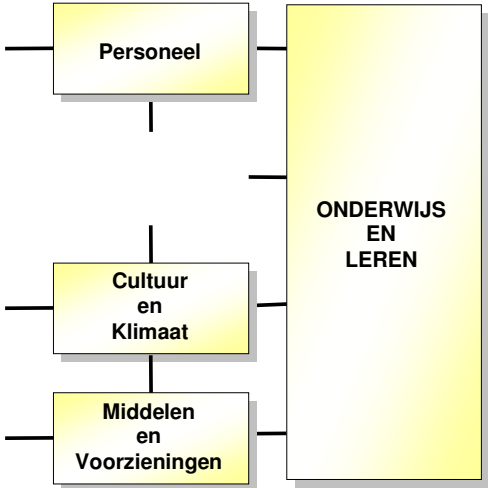 Personeel
ONDERWIJS
EN
LEREN
Cultuur
en
Klimaat
Middelen
en
Voorzieningen